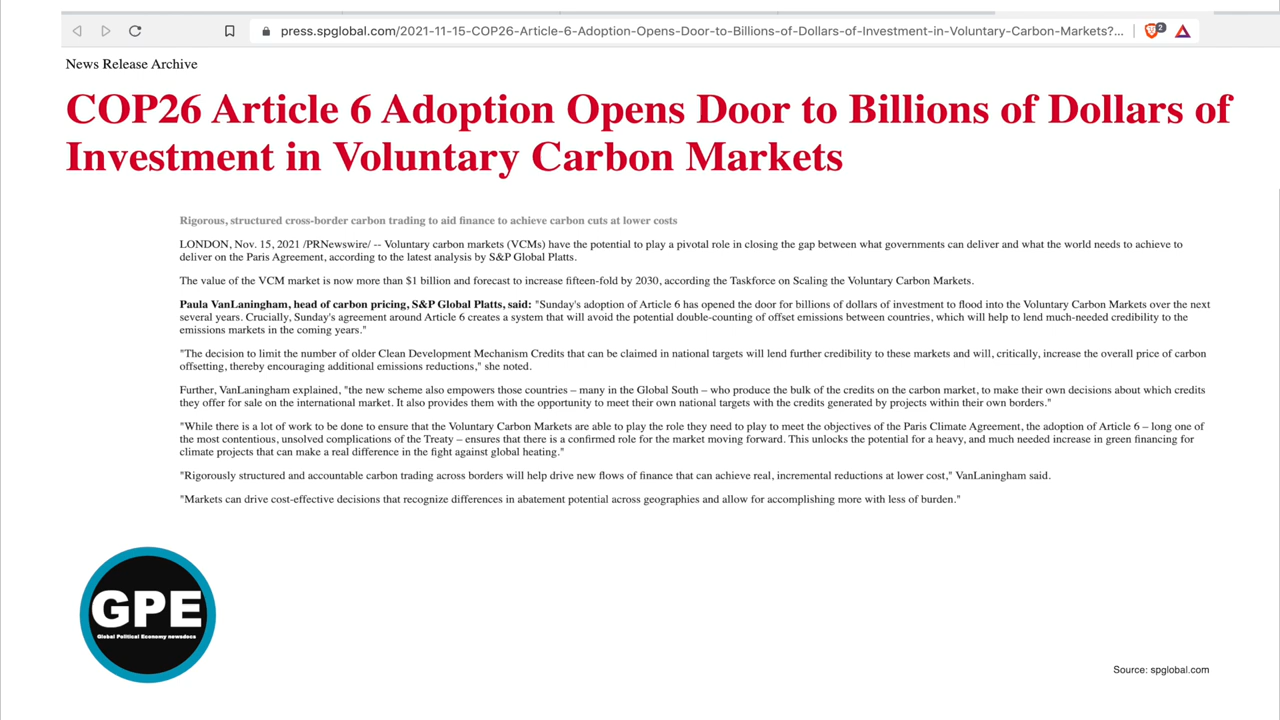 press.spglobal.com/2021-11-15-COP26-Article-6-Adoption-Opens-Door-to-Billions-of-Dollars-of-Investment-in-Voluntary-Carbon-Markets?...
2
News Release Archive
COP26 Article 6 Adoption Opens Door to Billions of Dollars of
Investment in Voluntary Carbon Markets
Rigorous, structured cross-border carbon trading to aid finance to achieve carbon cuts at lower costs
LONDON, Nov. 15, 2021 /PRNewswire/ -- Voluntary carbon markets (VCMs) have the potential to play a pivotal role in closing the gap between what governments can deliver and what the world needs to achieve to
deliver on the Paris Agreement, according to the latest analysis by S&P Global Platts.
The value of the VCM market is now more than $1 billion and forecast to increase fifteen-fold by 2030, according the Taskforce on Scaling the Voluntary Carbon Markets.
Paula VanLaningham, head of carbon pricing, S&P Global Platts, said: "Sunday's adoption of Article 6 has opened the door for billions of dollars of investment to flood into the Voluntary Carbon Markets over the next
several years. Crucially, Sunday's agreement around Article 6 creates a system that will avoid the potential double-counting of offset emissions between countries, which will help to lend much-needed credibility to the
emissions markets in the coming years."
"The decision to limit the number of older Clean Development Mechanism Credits that can be claimed in national targets will lend further credibility to these markets and will, critically, increase the overall price of carbon
offsetting, thereby encouraging additional emissions reductions," she noted.
Further, VanLaningham explained, "the new scheme also empowers those countries – many in the Global South – who produce the bulk of the credits on the carbon market, to make their own decisions about which credits
they offer for sale on the international market. It also provides them with the opportunity to meet their own national targets with the credits generated by projects within their own borders."
"While there is a lot of work to be done to ensure that the Voluntary Carbon Markets are able to play the role they need to play to meet the objectives of the Paris Climate Agreement, the adoption of Article 6 – long one of
the most contentious, unsolved complications of the Treaty – ensures that there is a confirmed role for the market moving forward. This unlocks the potential for a heavy, and much needed increase in green financing for
climate projects that can make a real difference in the fight against global heating."
"Rigorously structured and accountable carbon trading across borders will help drive new flows of finance that can achieve real, incremental reductions at lower cost," VanLaningham said.
"Markets can drive cost-effective decisions that recognize differences in abatement potential across geographies and allow for accomplishing more with less of burden."
GPE
Global Political Economy newsdocs
Source: spglobal.com